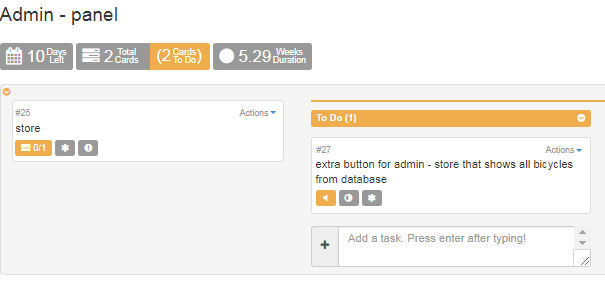 Admin - panel
10 Days Left
2 Total Cards
(2 Cards To Do)
5.29 Weeks Duration
#25 Actions
store
0/1
To Do (1)
#27 Actions
extra button for admin - store that shows all bicycles
from database
Add a task. Press enter after typing!